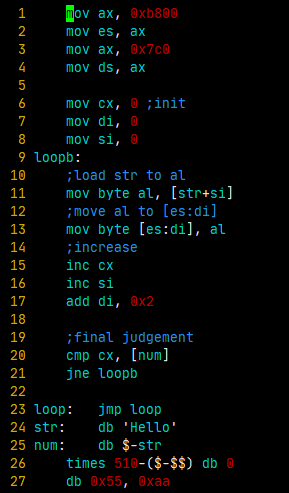 1 mov ax, 0xb800
2 mov es, ax
3 mov ax, 0x7c0
4 mov ds, ax
5
6 mov cx, 0 ;init
7 mov di, 0
8 mov si, 0
9 loopb:
10 ;load str to al
11 mov byte al, [str+si]
12 ;move al to [es:di]
13 mov byte [es:di], al
14 ;increase
15 inc cx
16 inc si
17 add di, 0x2
18
19 ;final judgement
20 cmp cx, [num]
21 jne loopb
22
23 loop: jmp loop
24 str: db 'Hello'
25 num: db $-str
26 times 510-($-$$) db 0
27 db 0x55, 0xaa